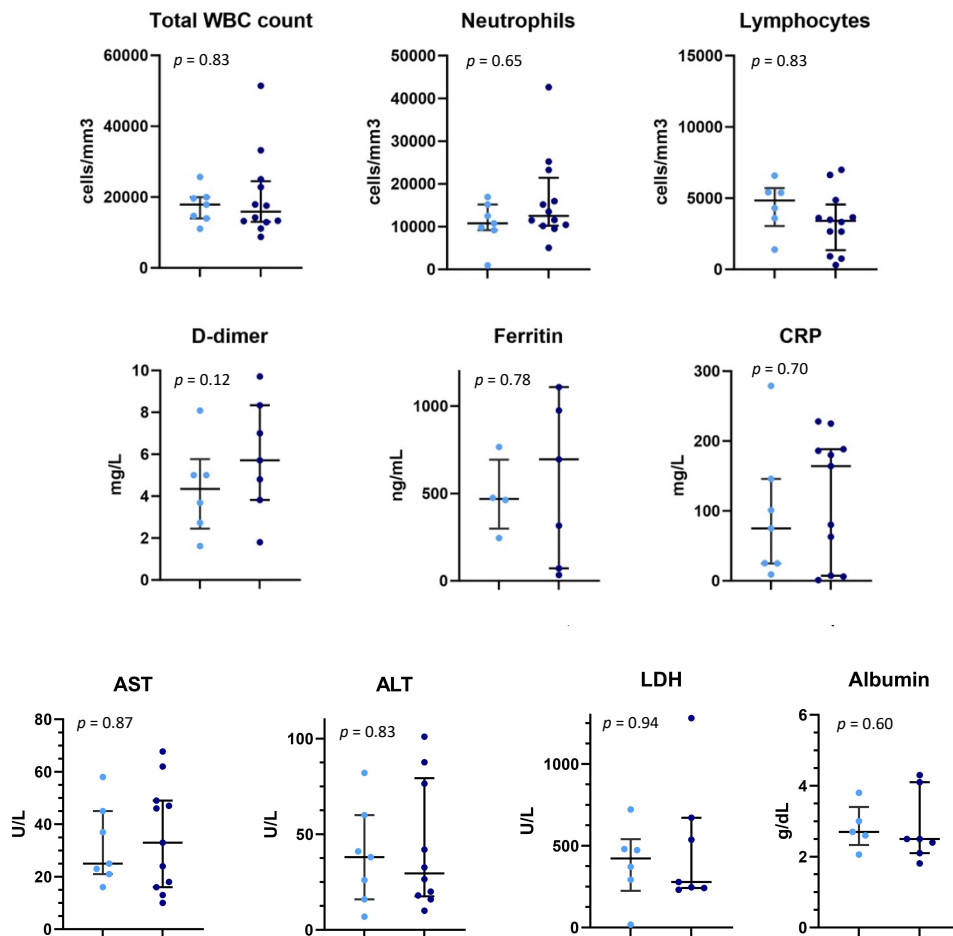 Total WBC count
Neutrophils
Lymphocytes
p = 0.83
p = 0.65
p = 0.83
cells/mm3
60000
40000
20000
0
cells/mm3
50000
40000
30000
20000
10000
0
cells/mm3
15000
10000
5000
0
D-dimer
Ferritin
CRP
p = 0.12
p = 0.78
p = 0.70
mg/L
10
8
6
4
2
0
ng/mL
1000
500
0
mg/L
300
200
100
0
AST
ALT
LDH
Albumin
p = 0.87
p = 0.83
p = 0.94
p = 0.60
U/L
80
60
40
20
0
U/L
100
50
0
U/L
1000
500
0
g/dL
6
4
2
0